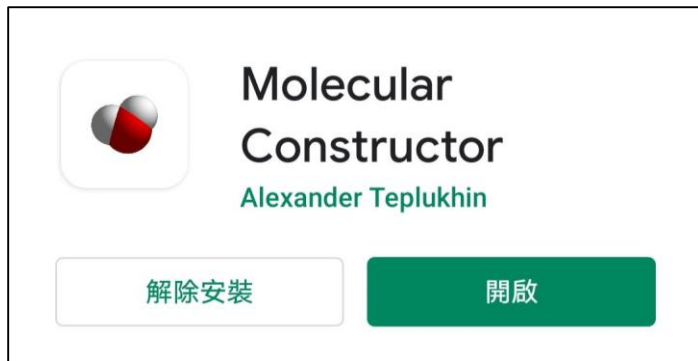 Molecular
Constructor
Alexander Teplukhin
解除安裝
開啟